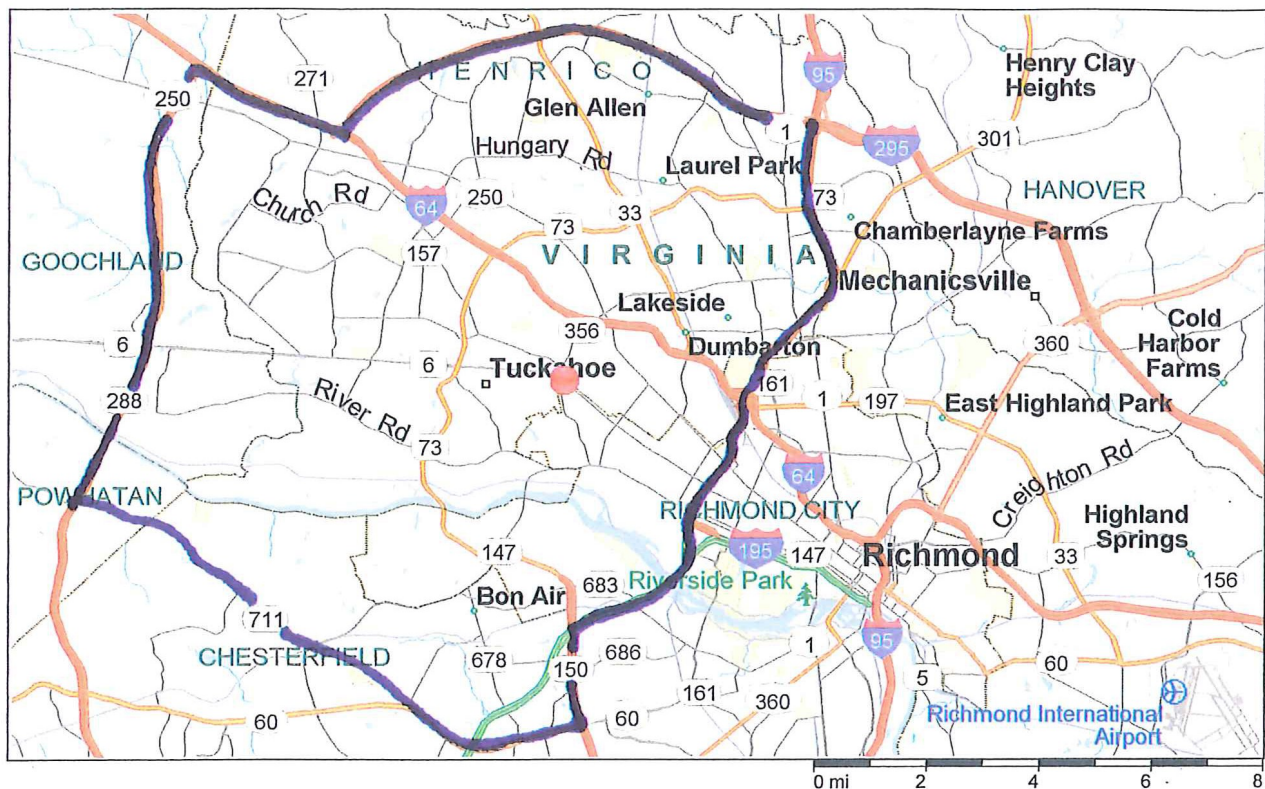 95
Henry Clay
Heights
250
271
HENRICO
Glen Allen
1
295
301
Hungary Rd
Laurel Park
HANOVER
Church Rd
64
250
73
33
73
Chamberlayne Farms
157
VIRGINIA
GOOCHLAND
Mechanicsville
Lakeside
356
Dumbarton
360
Cold
Harbor
Farms
6
6
Tuckahoe
161
1
197
East Highland Park
288
River Rd
73
64
Creighton Rd
POWHATAN
RICHMOND CITY
Highland
Springs
147
195
147
Richmond
33
683
Riverside Park
156
Bon Air
711
CHESTERFIELD
678
150
686
1
95
5
60
161
360
60
60
Richmond International
Airport
0 mi 2 4 6 8